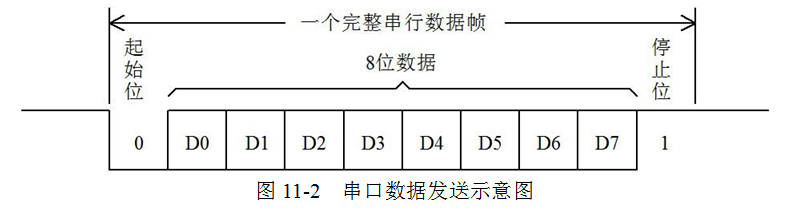 一个完整串行数据帧
起始位
8位数据
停止位
0 D0 D1 D2 D3 D4 D5 D6 D7 1
图 11-2 串口数据发送示意图